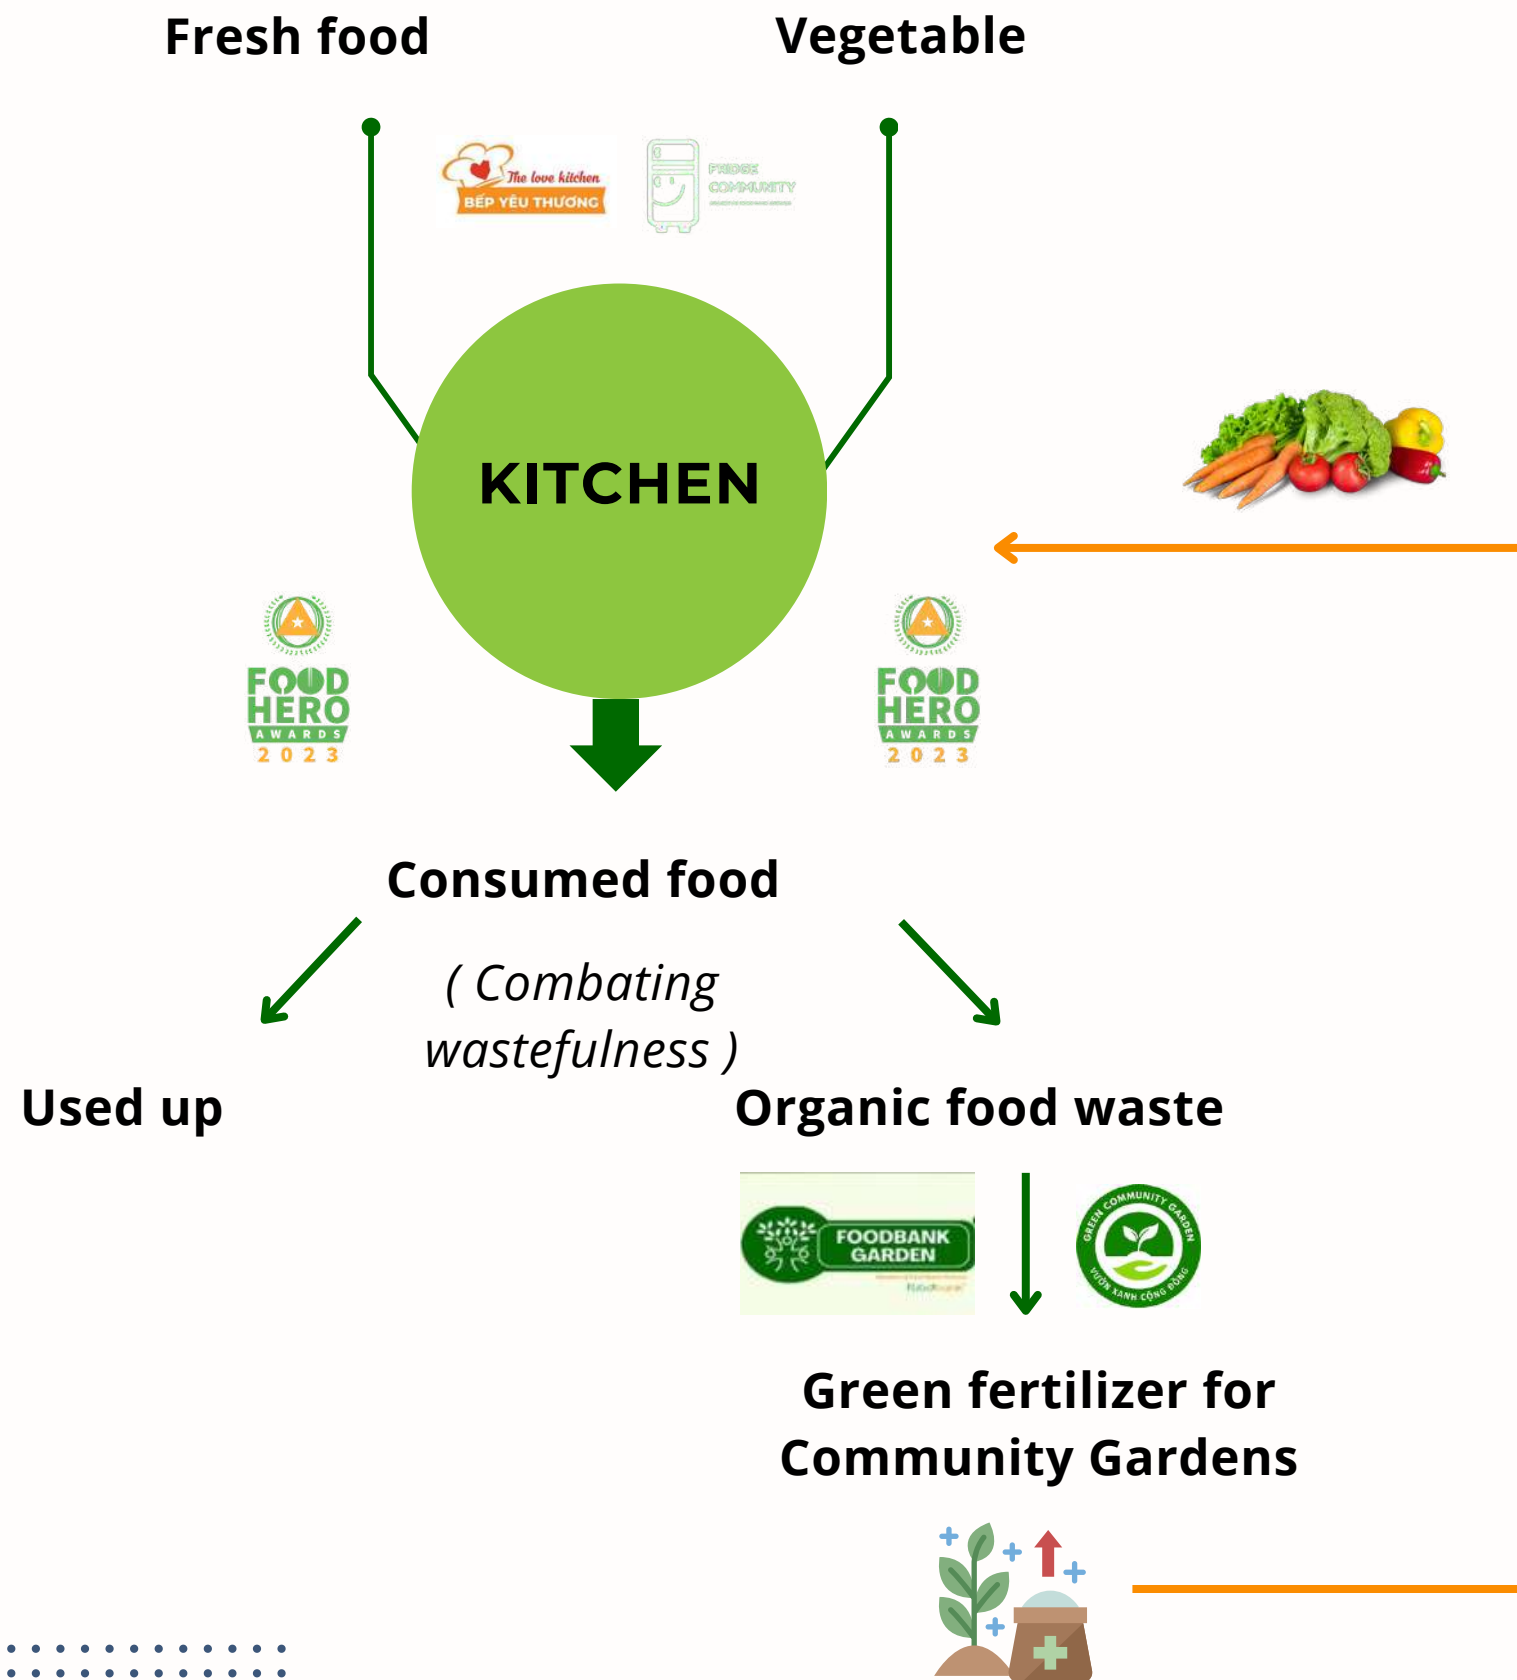 Fresh food
Vegetable
The love kitchen
BẾP YÊU THƯƠNG
FRIDGE
COMMUNITY
KITCHEN
FOOD
HERO
AWARDS
2023
FOOD
HERO
AWARDS
2023
Consumed food
( Combating
wastefulness )
Used up
Organic food waste
FOODBANK
GARDEN
GREEN COMMUNITY GARDEN
VƯỜN XANH CỘNG ĐỒNG
Green fertilizer for
Community Gardens